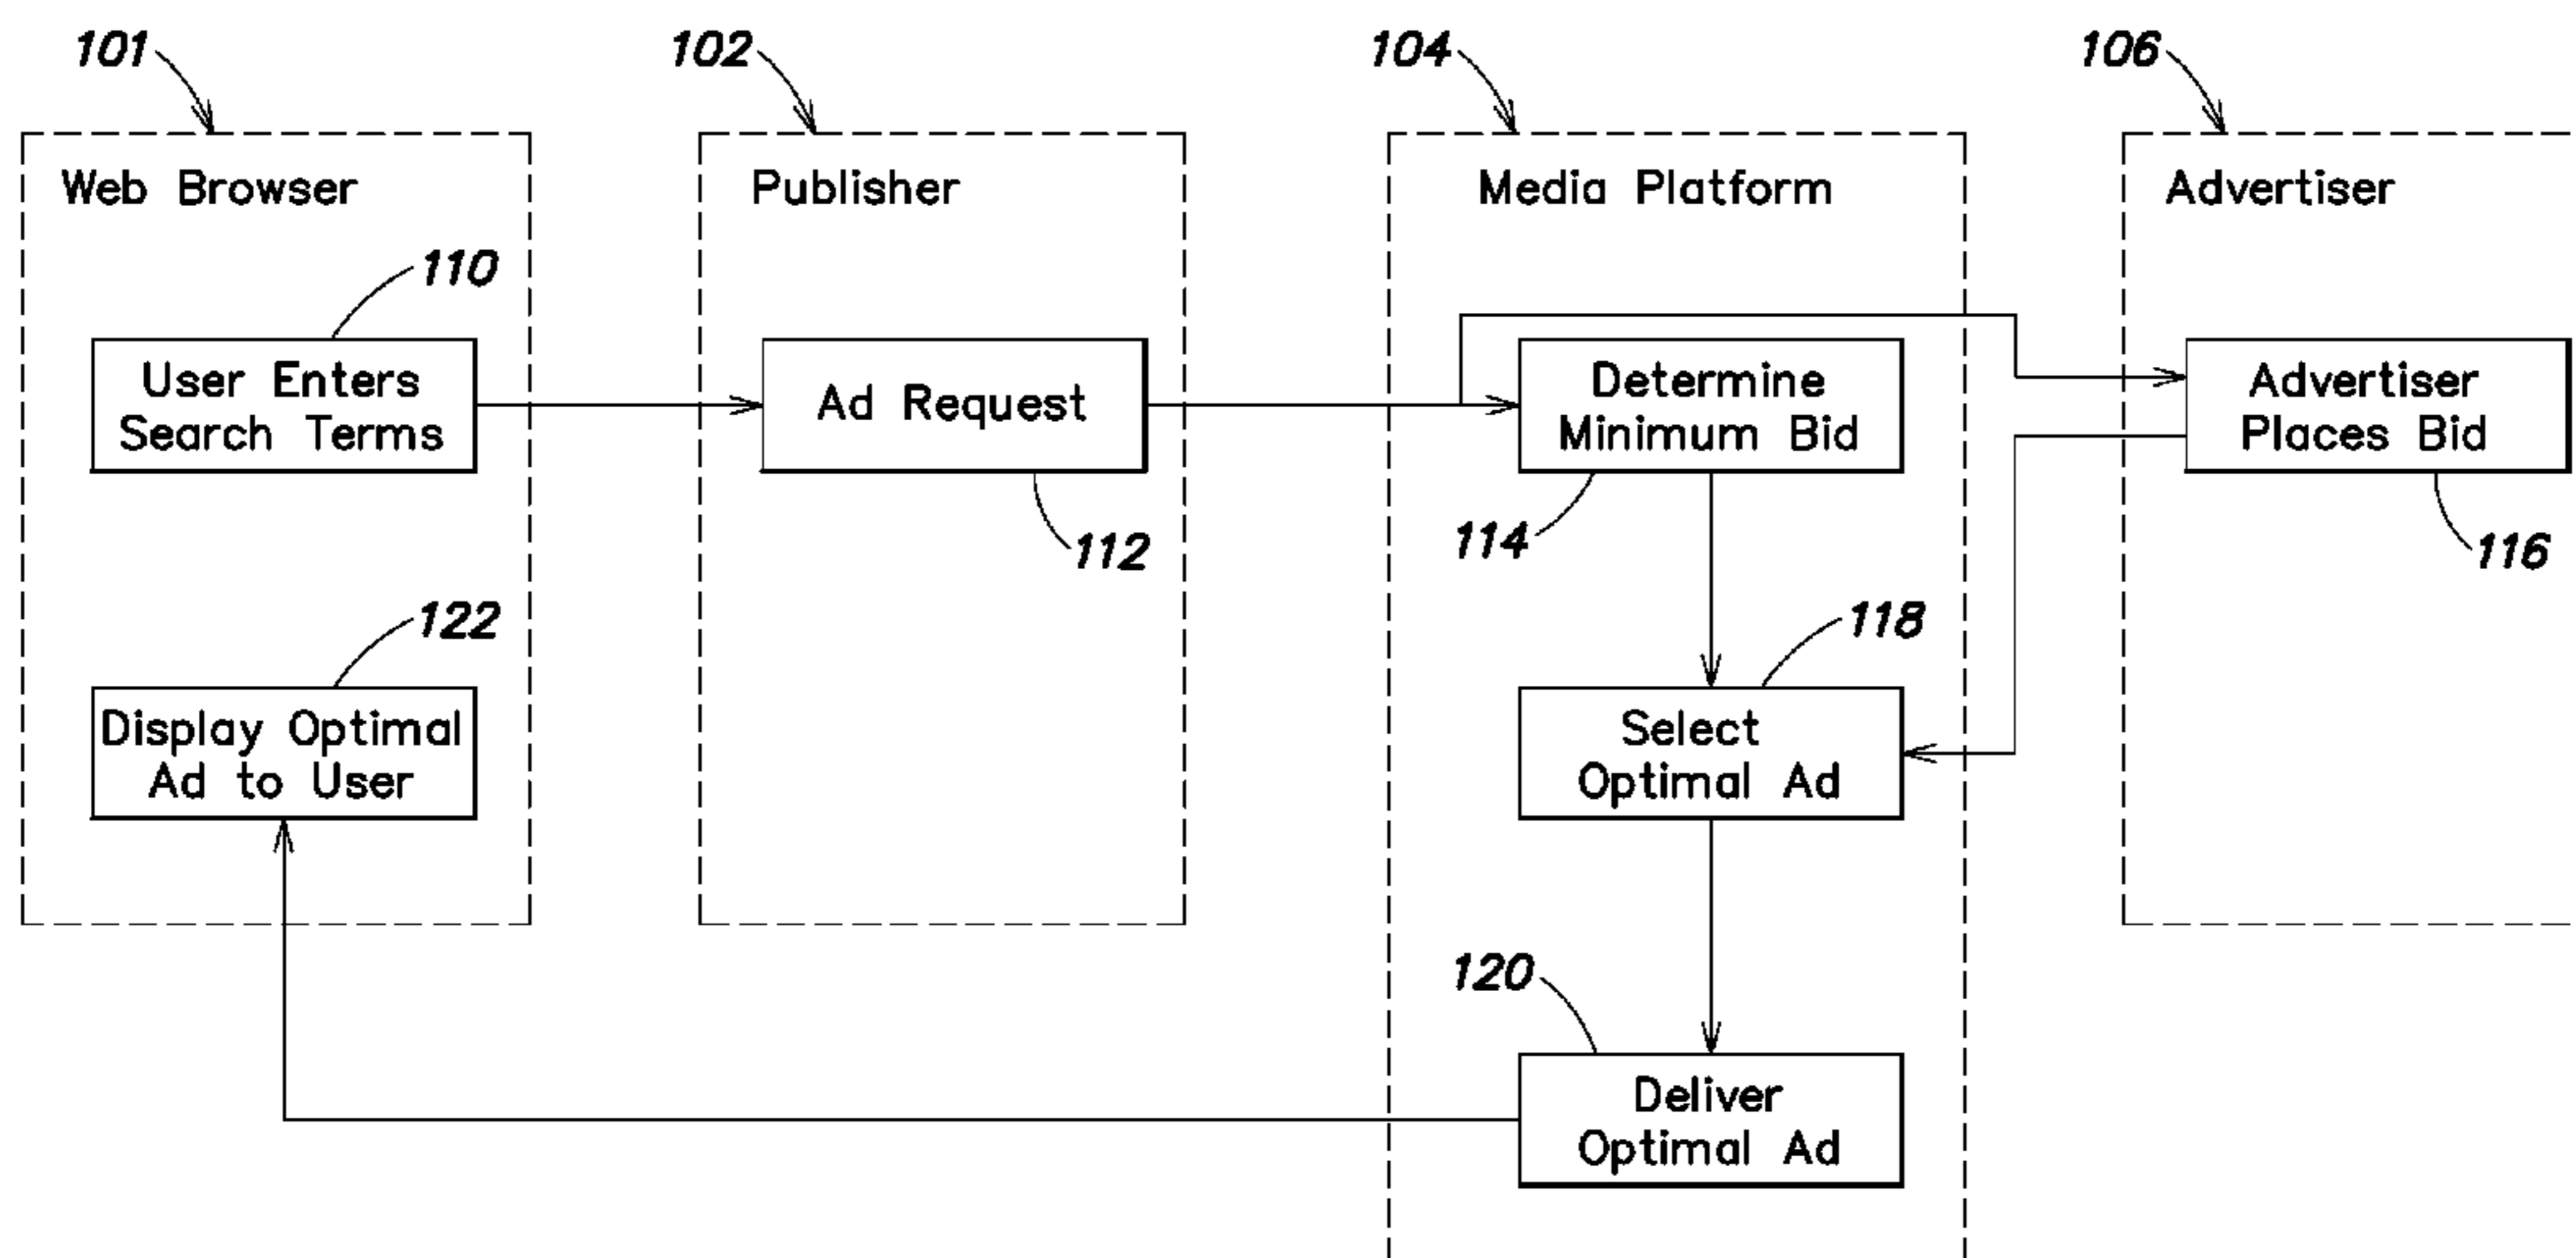 101
102
104
106
Web Browser
Publisher
Media Platform
Advertiser
110
User Enters
Search Terms
Ad Request
112
Determine
Minimum Bid
114
Advertiser
Places Bid
116
122
Display Optimal
Ad to User
118
Select
Optimal Ad
120
Deliver
Optimal Ad